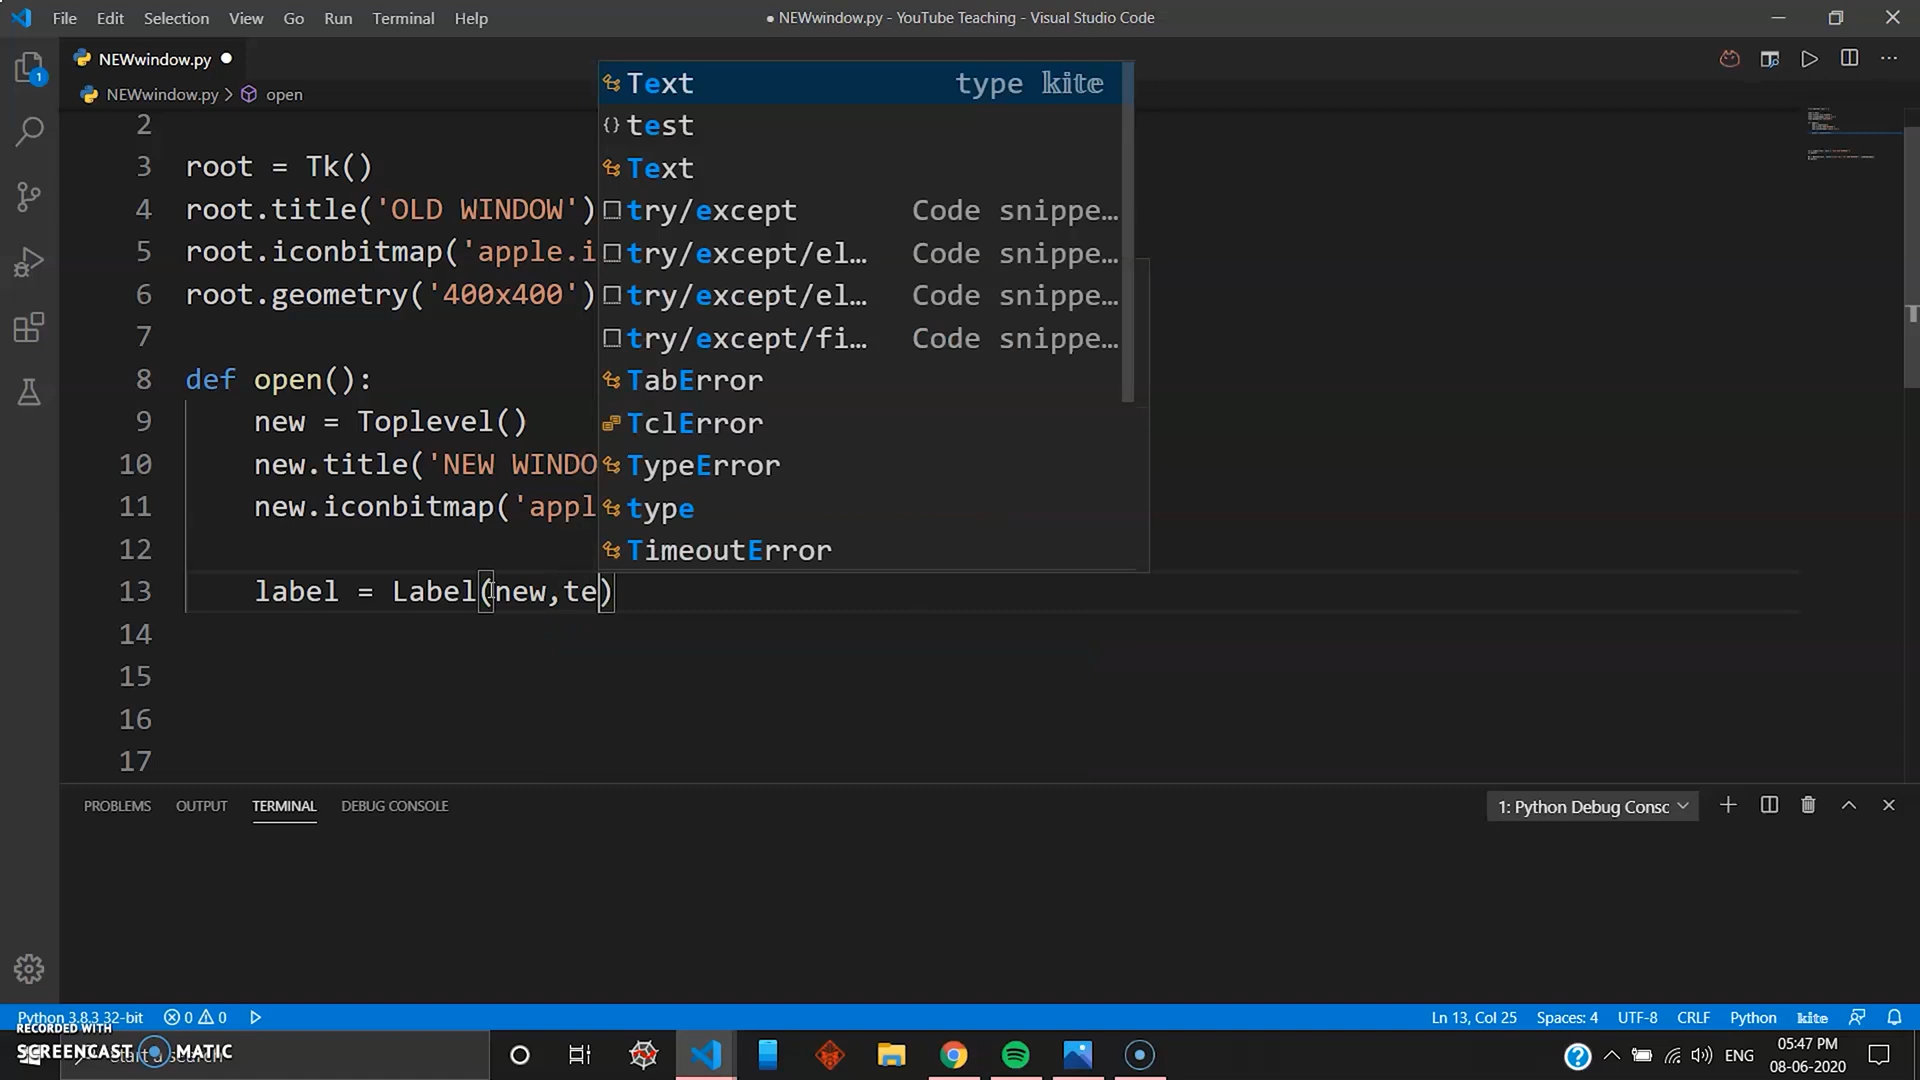 File Edit Selection View Go Run Terminal Help
● NEWwindow.py - YouTube Teaching - Visual Studio Code
NEWwindow.py
NEWwindow.py > open
2
3 root = Tk()
4 root.title('OLD WINDOW')
5 root.iconbitmap('apple.i
6 root.geometry('400x400')
7
8 def open():
9 new = Toplevel()
10 new.title('NEW WINDO
11 new.iconbitmap('appl
12
13 label = Label(new,te)
14
15
16
17
Text type kite
test
Text
try/except Code snippe…
try/except/el… Code snippe…
try/except/el… Code snippe…
try/except/fi… Code snippe…
TabError
TclError
TypeError
type
TimeoutError
1
PROBLEMS OUTPUT TERMINAL DEBUG CONSOLE
1: Python Debug Consc
Python 3.8.3 32-bit 0 0
Ln 13, Col 25 Spaces: 4 UTF-8 CRLF Python kite
RECORDED WITH
SCREENCAST MATIC
Start a search
ENG
05:47 PM
08-06-2020